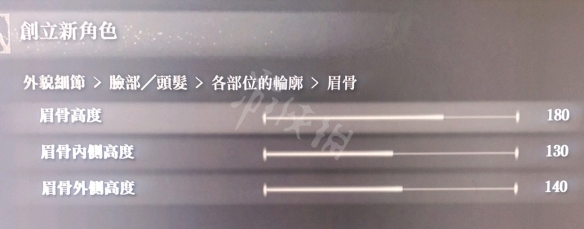 創立新角色
外貌細節 > 臉部／頭髮 > 各部位的輪廓 > 眉骨
眉骨高度 180
眉骨內側高度 130
眉骨外側高度 140